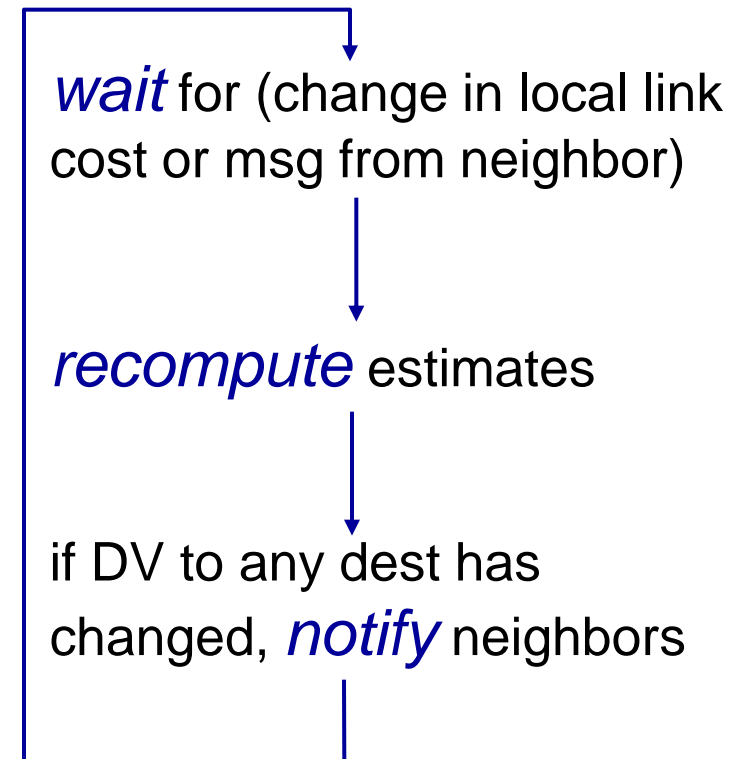 wait for (change in local link
cost or msg from neighbor)
recompute estimates
if DV to any dest has
changed, notify neighbors